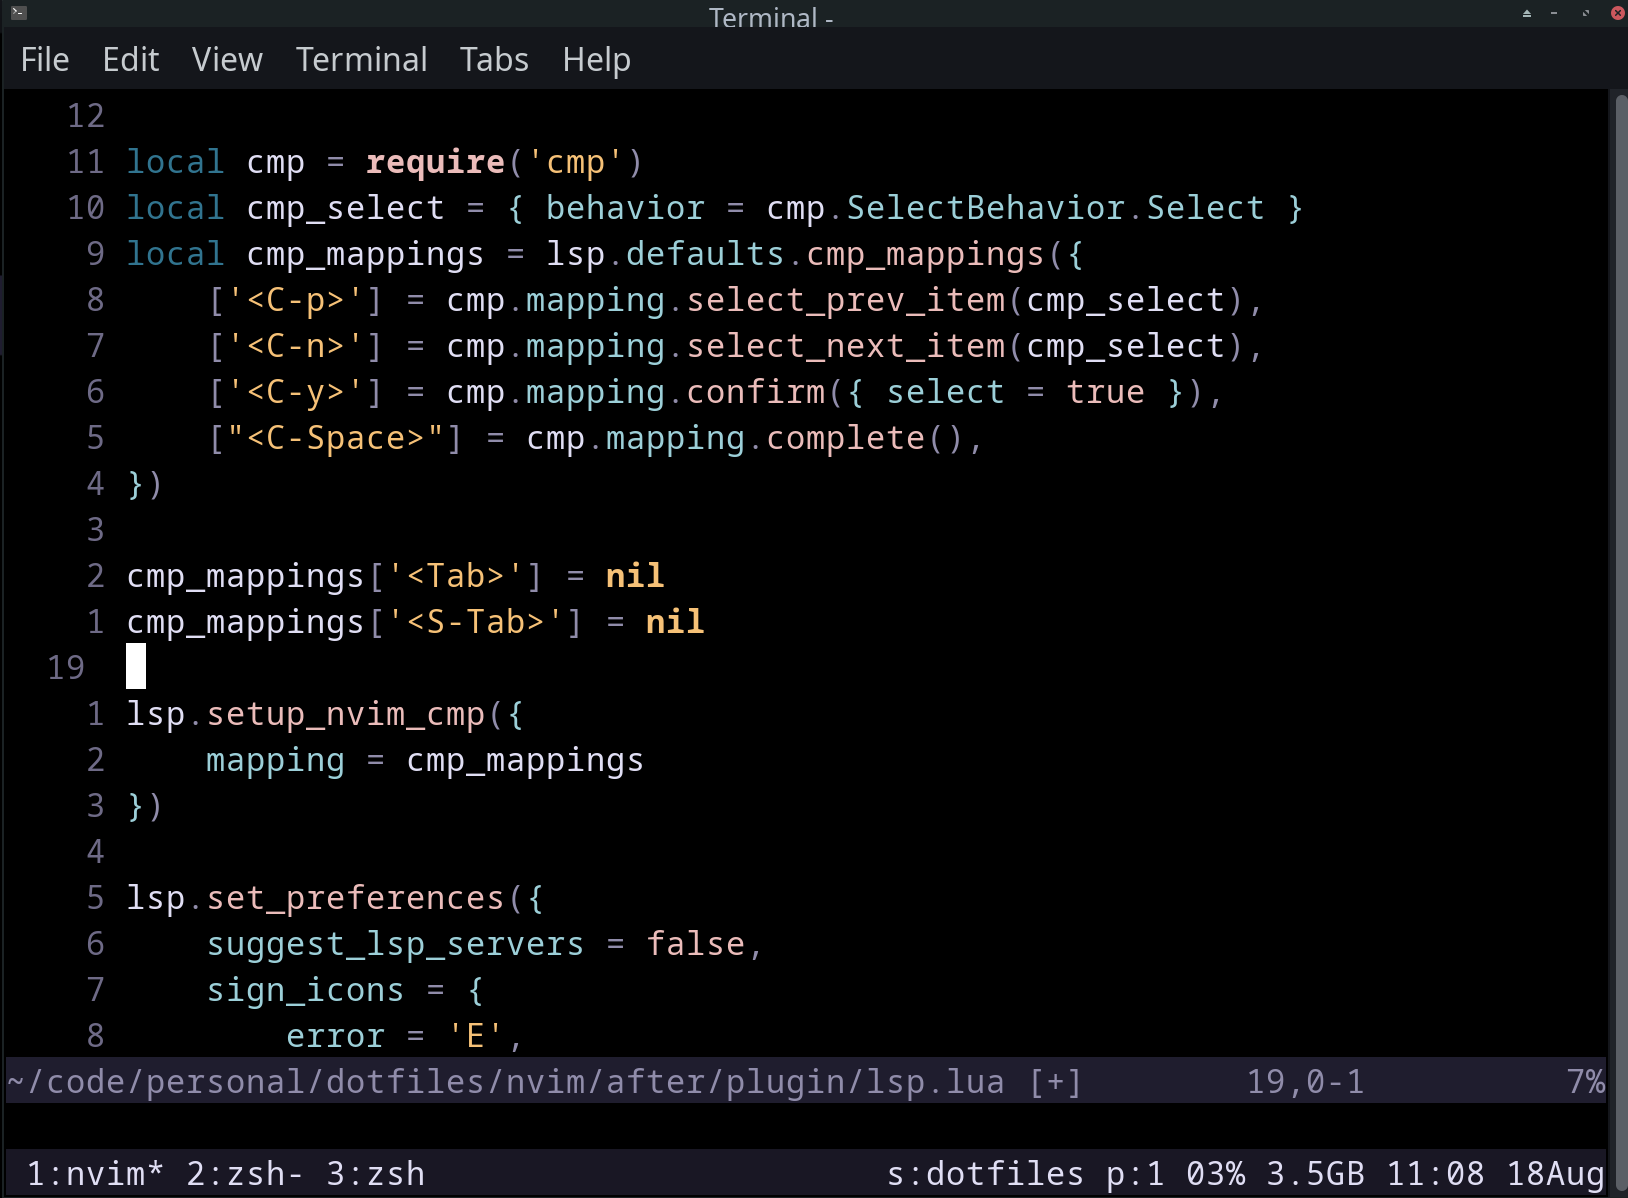 Terminal -
File Edit View Terminal Tabs Help
12
11 local cmp = require('cmp')
10 local cmp_select = { behavior = cmp.SelectBehavior.Select }
9 local cmp_mappings = lsp.defaults.cmp_mappings({
8     ['<C-p>'] = cmp.mapping.select_prev_item(cmp_select),
7     ['<C-n>'] = cmp.mapping.select_next_item(cmp_select),
6     ['<C-y>'] = cmp.mapping.confirm({ select = true }),
5     ["<C-Space>"] = cmp.mapping.complete(),
4 })
3
2 cmp_mappings['<Tab>'] = nil
1 cmp_mappings['<S-Tab>'] = nil
19
1 lsp.setup_nvim_cmp({
2     mapping = cmp_mappings
3 })
4
5 lsp.set_preferences({
6     suggest_lsp_servers = false,
7     sign_icons = {
8         error = 'E',
~/code/personal/dotfiles/nvim/after/plugin/lsp.lua [+] 19,0-1 7%
1:nvim* 2:zsh- 3:zsh s:dotfiles p:1 03% 3.5GB 11:08 18Aug